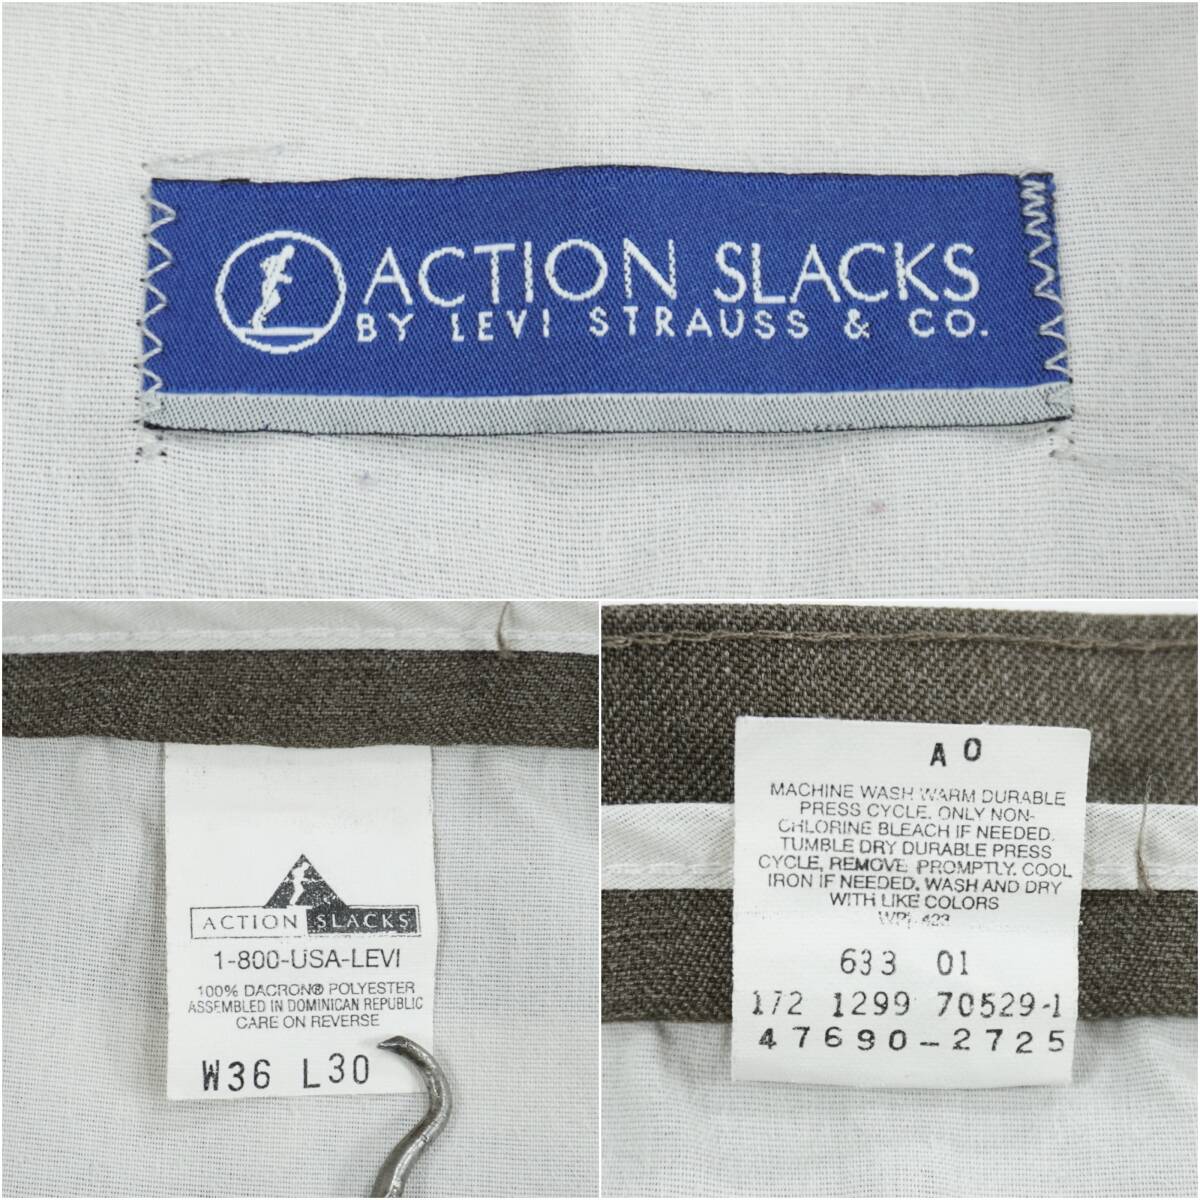 ACTION SLACKS
BY LEVI STRAUSS & CO.
ACTION SLACKS
1-800-USA-LEVI
100% DACRON® POLYESTER
ASSEMBLED IN DOMINICAN REPUBLIC
CARE ON REVERSE
W36 L30
A 0
MACHINE WASH WARM DURABLE
PRESS CYCLE. ONLY NON-
CHLORINE BLEACH IF NEEDED.
TUMBLE DRY DURABLE PRESS
CYCLE, REMOVE PROMPTLY. COOL
IRON IF NEEDED. WASH AND DRY
WITH LIKE COLORS
WPL 423
633 01
172 1299 70529-1
47690-2725